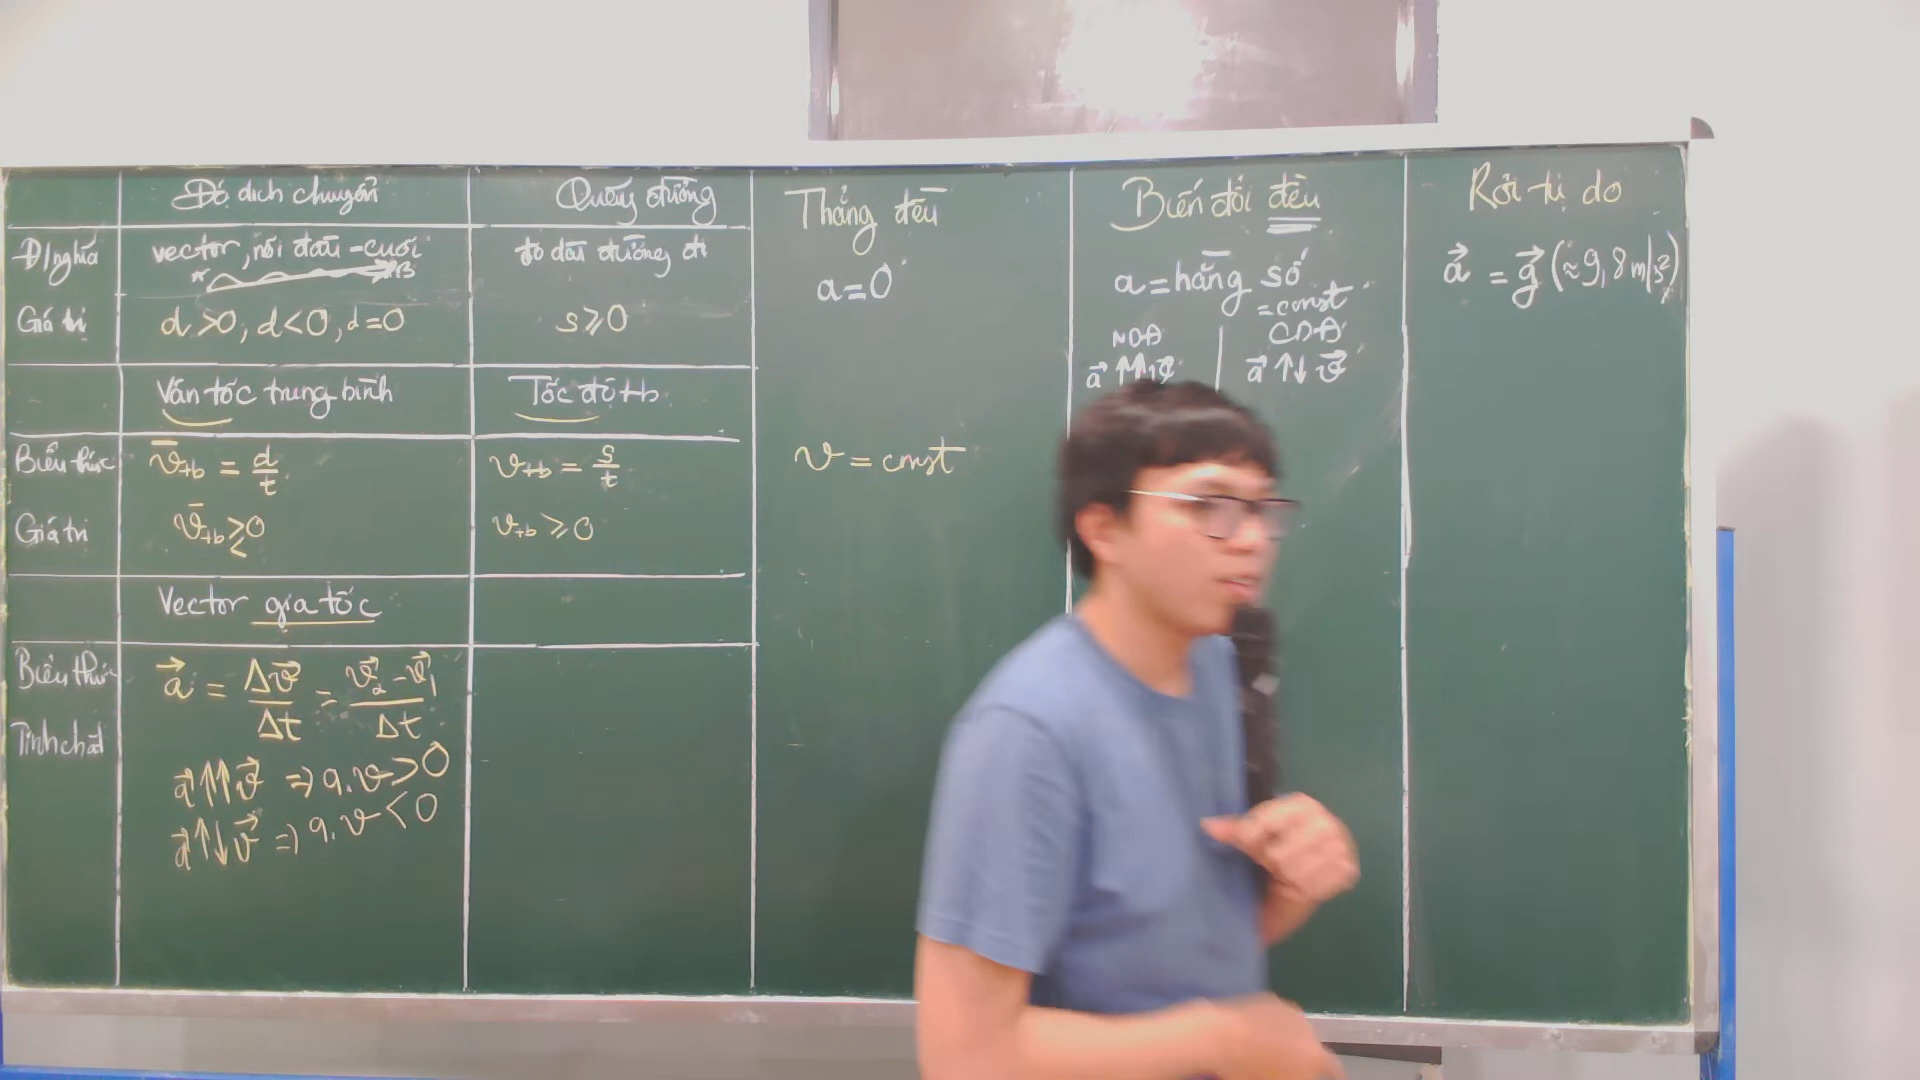 Độ dịch chuyển
Quãng đường
Đ/nghĩa
vector, nối đầu - cuối
độ dài đường đi
A B
Giá trị
d > 0, d < 0, d = 0
s ⩾ 0
Vận tốc trung bình
Tốc độ tb
Biểu thức
v̄tb = d/t
vtb = s/t
Giá trị
v̄tb ⩾ < 0
vtb ⩾ 0
Vector gia tốc
Biểu thức
a⃗ = Δv⃗/Δt = (v⃗2 - v⃗1)/Δt
Tính chất
a⃗ ↑↑ v⃗ ⇒ a.v > 0
a⃗ ↑↓ v⃗ ⇒ a.v < 0
Thẳng đều
a = 0
v = const
Biến đổi đều
a = hằng số
= const
NDĐ
CDĐ
a⃗ ↑↑ v⃗
a⃗ ↑↓ v⃗
Rơi tự do
a⃗ = g⃗ (≈ 9,8 m/s²)